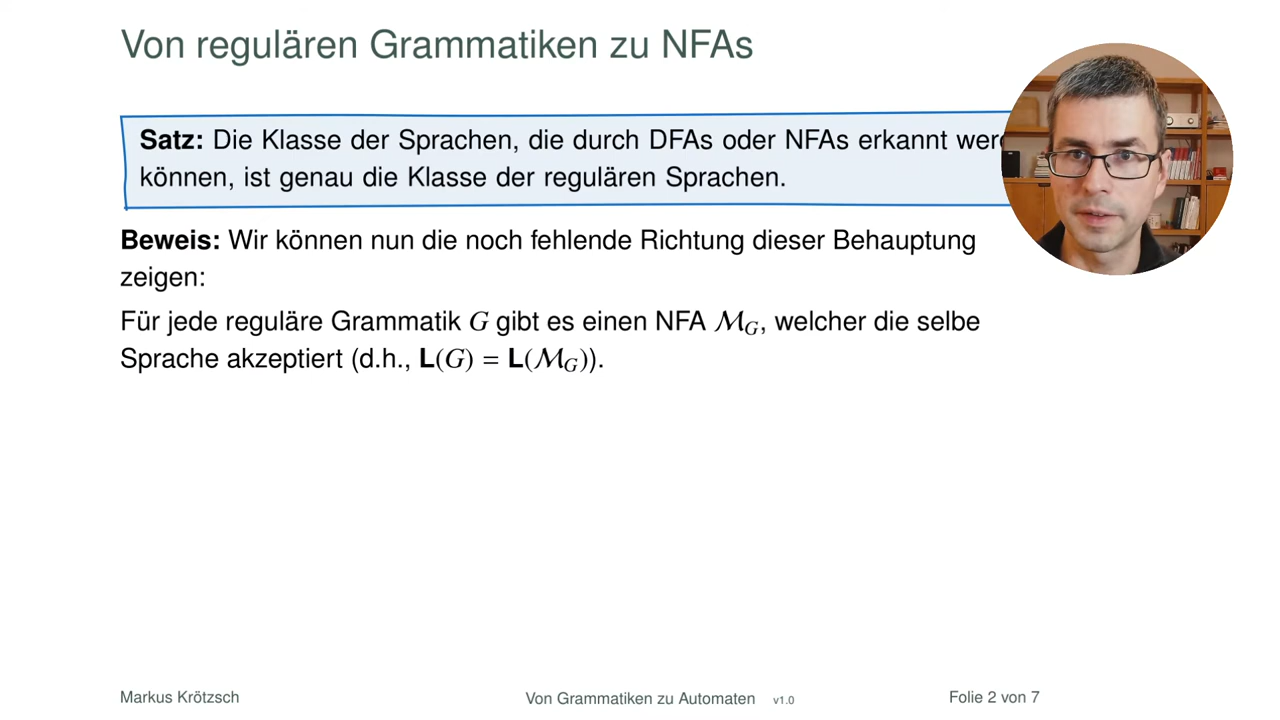 Von regulären Grammatiken zu NFAs
Satz: Die Klasse der Sprachen, die durch DFAs oder NFAs erkannt
können, ist genau die Klasse der regulären Sprachen.
Beweis: Wir können nun die noch fehlende Richtung dieser Behauptung
zeigen:
Für jede reguläre Grammatik G gibt es einen NFA ℳ_G, welcher die selbe
Sprache akzeptiert (d.h., L(G) = L(ℳ_G)).
Markus Krötzsch
Von Grammatiken zu Automaten v1.0
Folie 2 von 7